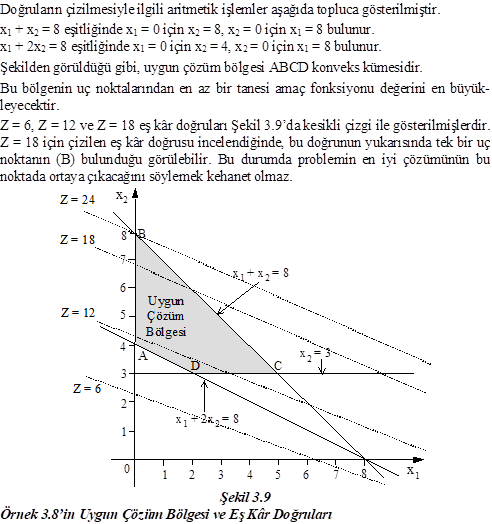 Doğruların çizilmesiyle ilgili aritmetik işlemler aşağıda topluca gösterilmiştir.
x₁ + x₂ = 8 eşitliğinde x₁ = 0 için x₂ = 8, x₂ = 0 için x₁ = 8 bulunur.
x₁ + 2x₂ = 8 eşitliğinde x₁ = 0 için x₂ = 4, x₂ = 0 için x₁ = 8 bulunur.
Şekilden görüldüğü gibi, uygun çözüm bölgesi ABCD konveks kümesidir.
Bu bölgenin uç noktalarından en az bir tanesi amaç fonksiyonu değerini en büyük-
leyecektir.
Z = 6, Z = 12 ve Z = 18 eş kâr doğruları Şekil 3.9’da kesikli çizgi ile gösterilmişlerdir.
Z = 18 için çizilen eş kâr doğrusu incelendiğinde, bu doğrunun yukarısında tek bir uç
noktanın (B) bulunduğu görülebilir. Bu durumda problemin en iyi çözümünün bu
noktada ortaya çıkacağını söylemek kehanet olmaz.
x₂
Z = 24
8
B
Z = 18
7
x₁ + x₂ = 8
6
Uygun
Çözüm
Bölgesi
5
Z = 12
4
A
x₂ = 3
3
D
C
Z = 6
2
x₁ + 2x₂ = 8
1
0
1
2
3
4
5
6
7
8
x₁
Şekil 3.9
Örnek 3.8’in Uygun Çözüm Bölgesi ve Eş Kâr Doğruları